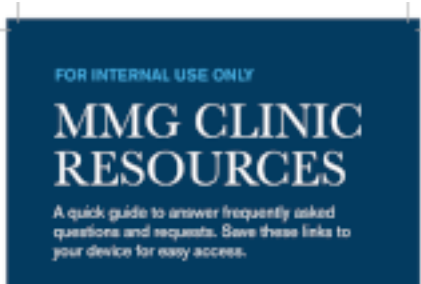 FOR INTERNAL USE ONLY
MMG CLINIC
RESOURCES
A quick guide to answer frequently asked
questions and requests. Save these links to
your device for easy access.